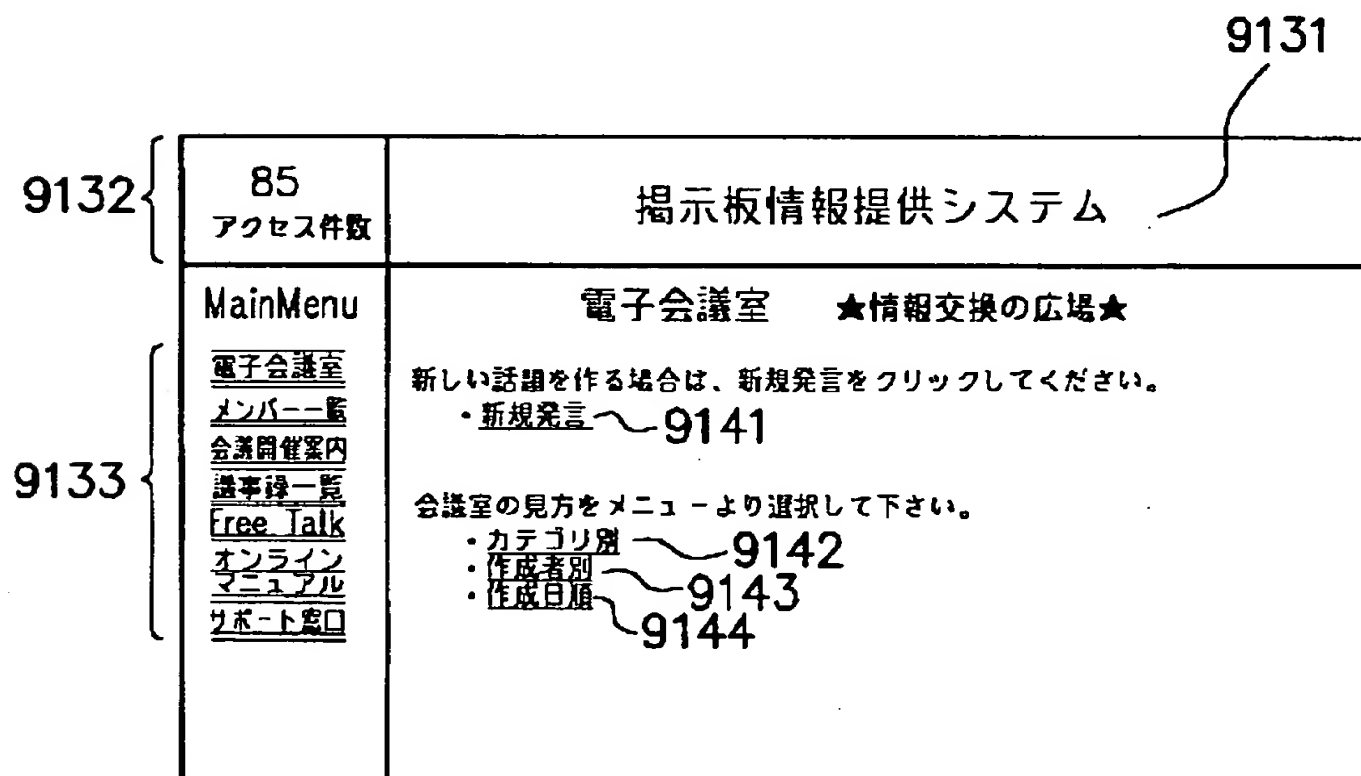 9131
9132
85
アクセス件数
掲示板情報提供システム
MainMenu
電子会議室 ★情報交換の広場★
9133
電子会議室
メンバー一覧
会議開催案内
議事録一覧
Free Talk
オンライン
マニュアル
サポート窓口
新しい話題を作る場合は、新規発言をクリックしてください。
・新規発言 9141
会議室の見方をメニューより選択して下さい。
・カテゴリ別 9142
・作成者別 9143
・作成日順 9144